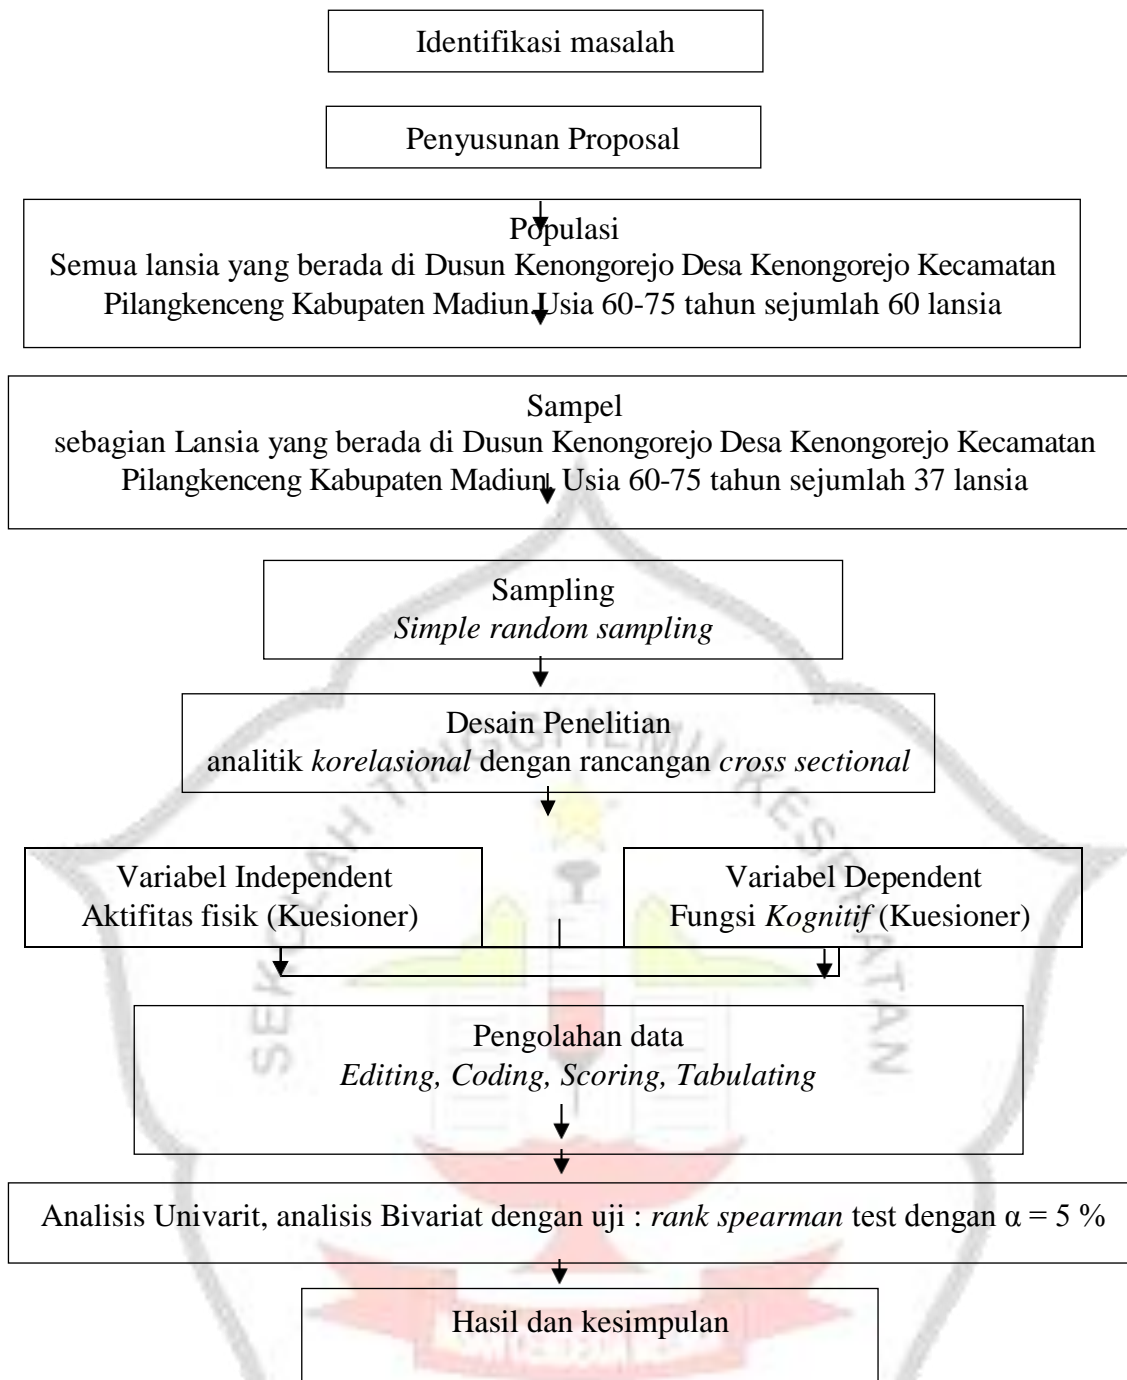 Identifikasi masalah
Penyusunan Proposal
Populasi
Semua lansia yang berada di Dusun Kenongorejo Desa Kenongorejo Kecamatan
Pilangkenceng Kabupaten Madiun. Usia 60-75 tahun sejumlah 60 lansia
Sampel
sebagian Lansia yang berada di Dusun Kenongorejo Desa Kenongorejo Kecamatan
Pilangkenceng Kabupaten Madiun. Usia 60-75 tahun sejumlah 37 lansia
Sampling
Simple random sampling
Desain Penelitian
analitik korelasional dengan rancangan cross sectional
SEKOLAH TINGGI ILMU KESEHATAN
Variabel Independent
Aktifitas fisik (Kuesioner)
Variabel Dependent
Fungsi Kognitif (Kuesioner)
Pengolahan data
Editing, Coding, Scoring, Tabulating
Analisis Univarit, analisis Bivariat dengan uji : rank spearman test dengan α = 5 %
Hasil dan kesimpulan